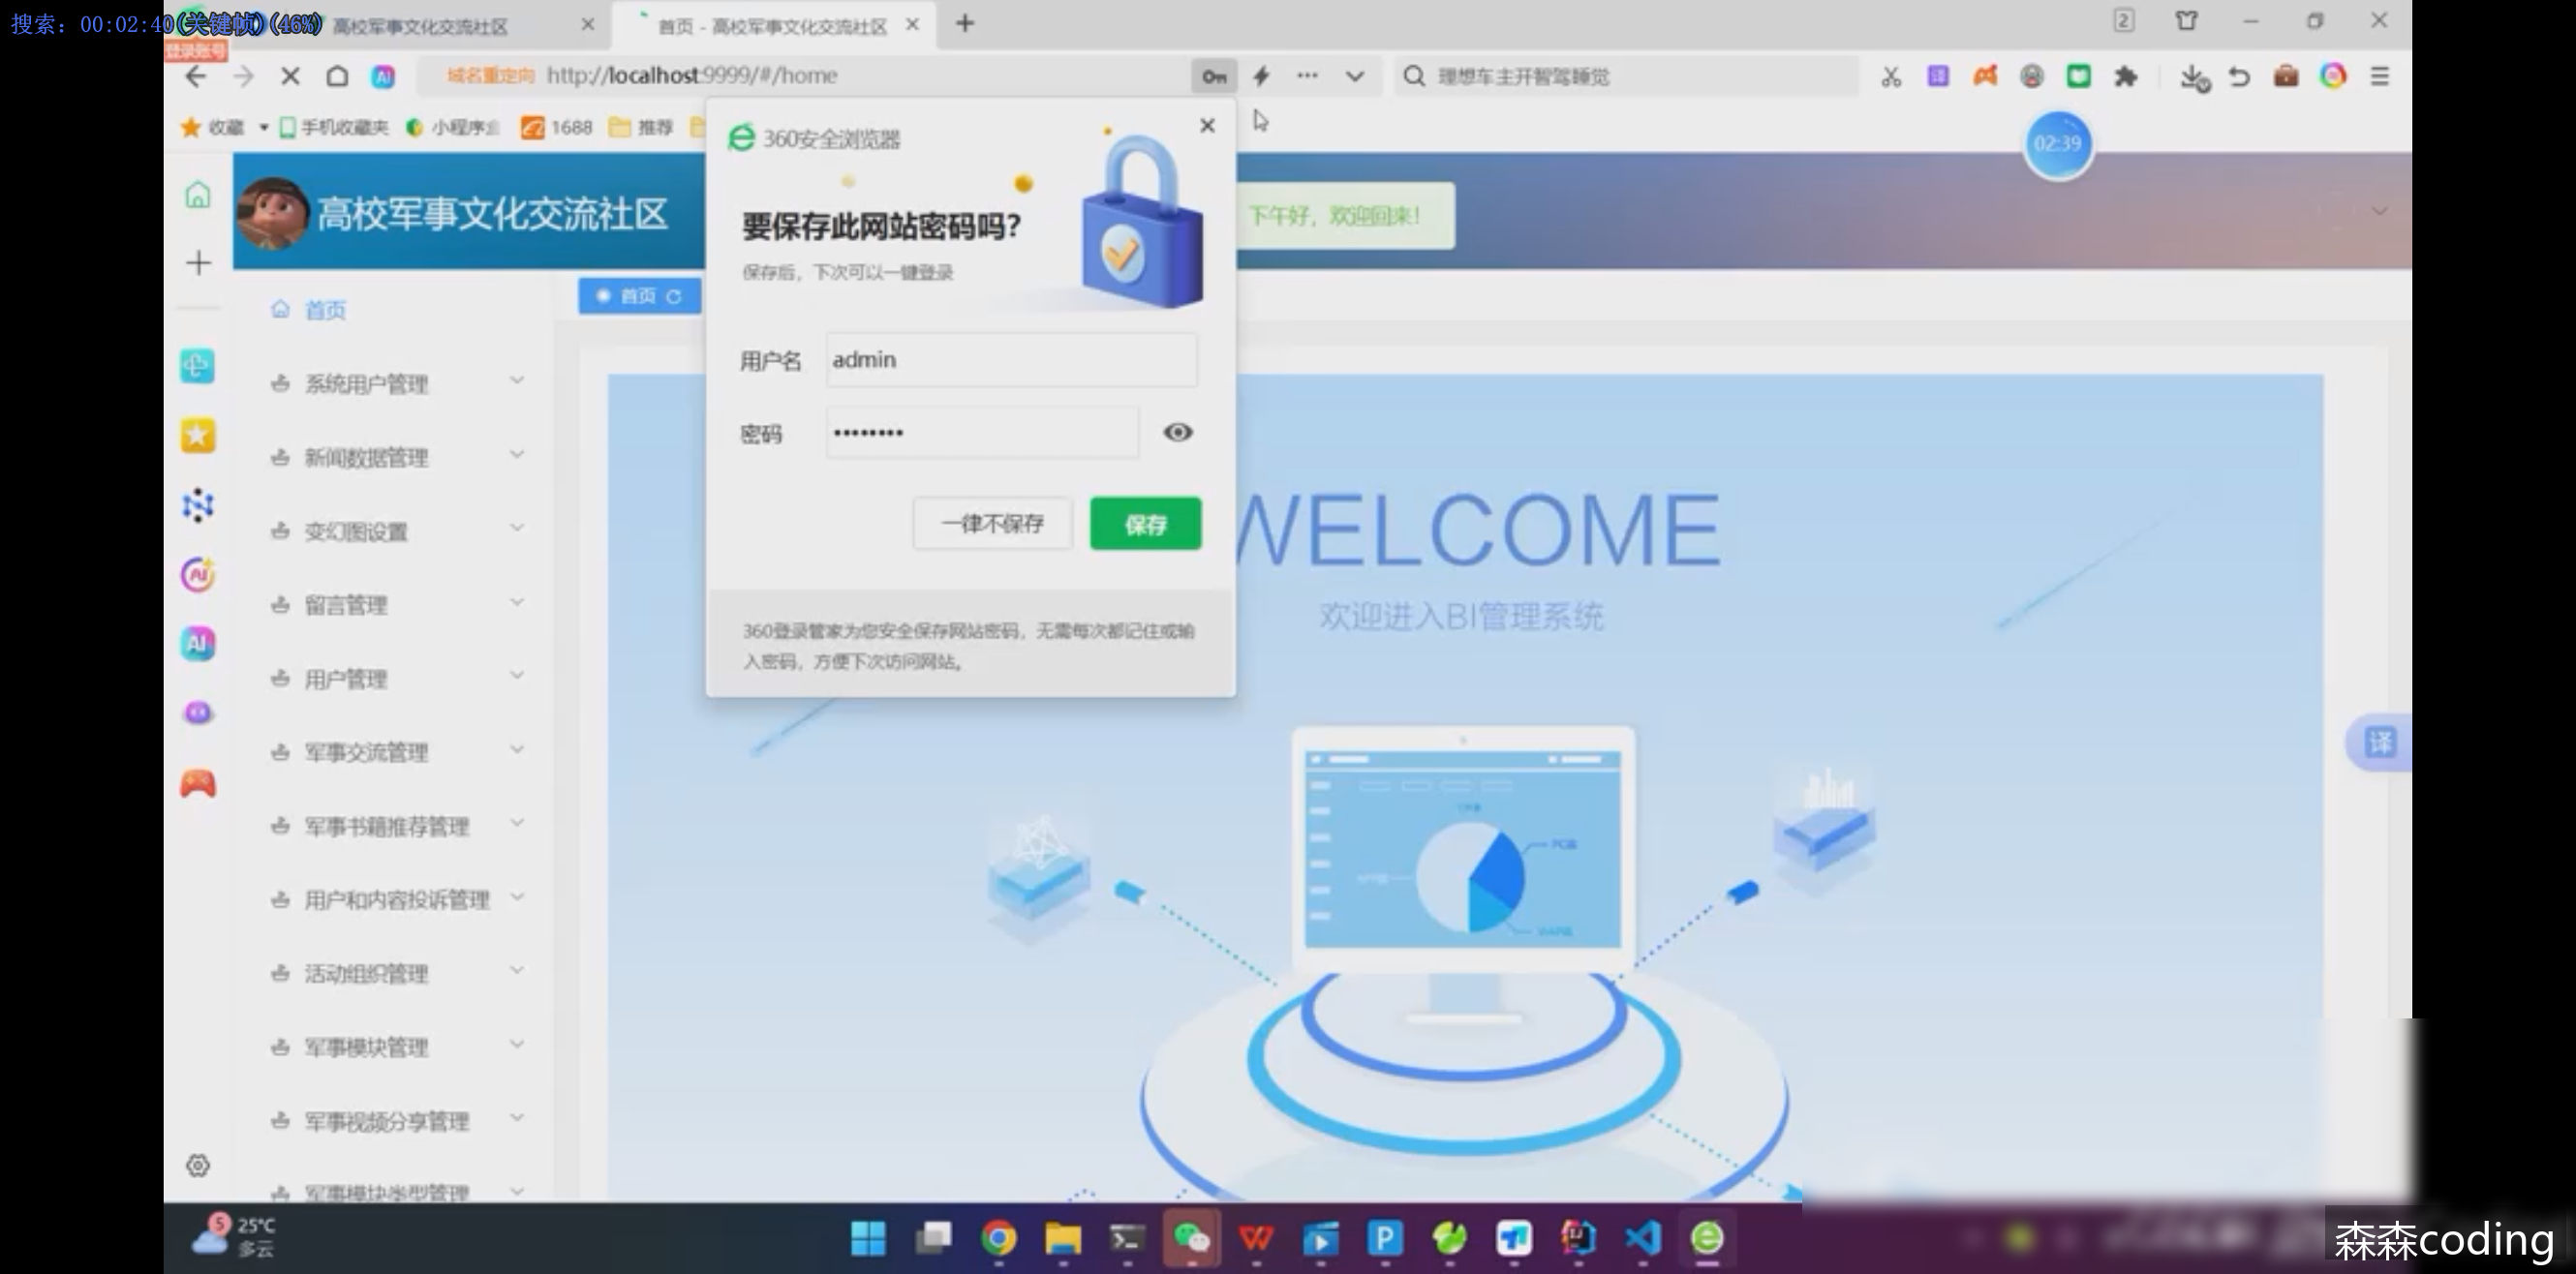 搜索: 00:02:40(关键帧)(46%)
高校军事文化交流社区
首页 - 高校军事文化交流社区
2
登录账号
AI
域名重定向 http://localhost:9999/#/home
理想车主开智驾睡觉
译
收藏
手机收藏夹
小程序
1688
推荐
02:39
360安全浏览器
要保存此网站密码吗?
保存后，下次可以一键登录
用户名 admin
密码 ••••••••
一律不保存
保存
360登录管家为您安全保存网站密码，无需每次都记住或输
入密码，方便下次访问网站。
高校军事文化交流社区
下午好，欢迎回来!
首页
首页
系统用户管理
新闻数据管理
变幻图设置
留言管理
用户管理
军事交流管理
军事书籍推荐管理
用户和内容投诉管理
活动组织管理
军事模块管理
军事视频分享管理
军事模块类型管理
AI
AI
WELCOME
欢迎进入BI管理系统
译
5
25°C
多云
P
森森coding